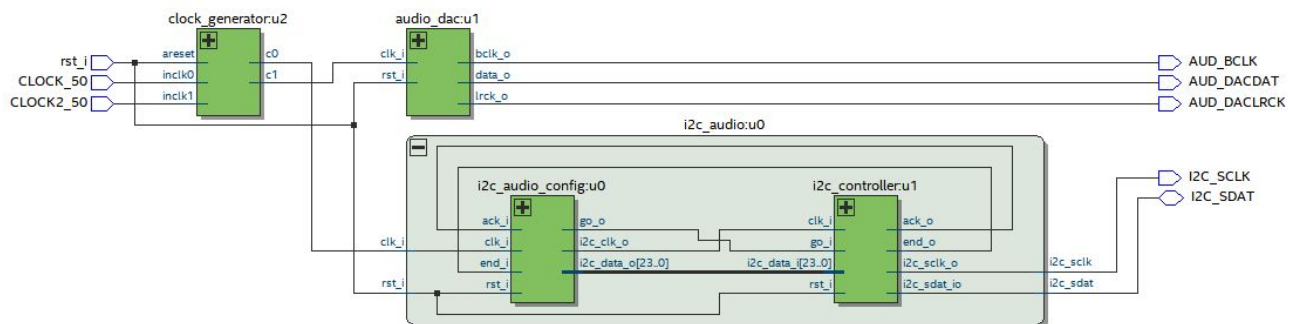 clock_generator:u2
audio_dac:u1
rst_i
areset
c0
clk_i
bclk_o
AUD_BCLK
CLOCK_50
inclk0
c1
rst_i
data_o
AUD_DACDAT
CLOCK2_50
inclk1
lrck_o
AUD_DACLRCK
i2c_audio:u0
i2c_audio_config:u0
i2c_controller:u1
I2C_SCLK
I2C_SDAT
ack_i
go_o
clk_i
ack_o
clk_i
clk_i
i2c_clk_o
go_i
end_o
end_i
i2c_data_o[23..0]
i2c_data_i[23..0]
i2c_sclk_o
i2c_sclk
rst_i
rst_i
rst_i
i2c_sdat_io
i2c_sdat